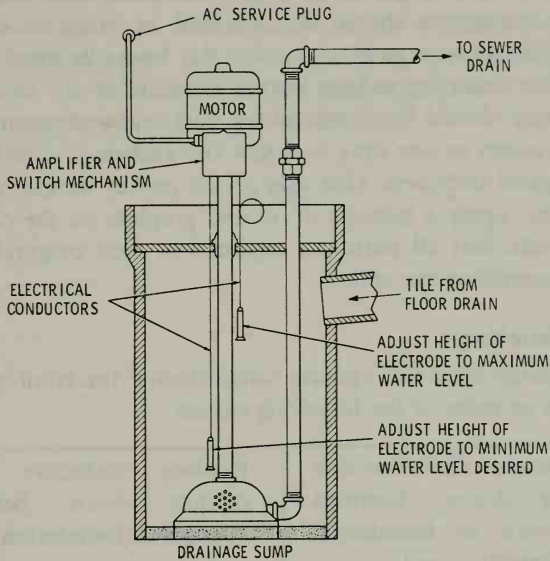 AC SERVICE PLUG
TO SEWER
DRAIN
MOTOR
AMPLIFIER AND
SWITCH MECHANISM
ELECTRICAL
CONDUCTORS
TILE FROM
FLOOR DRAIN
ADJUST HEIGHT OF
ELECTRODE TO MAXIMUM
WATER LEVEL
ADJUST HEIGHT OF
ELECTRODE TO MINIMUM
WATER LEVEL DESIRED
DRAINAGE SUMP